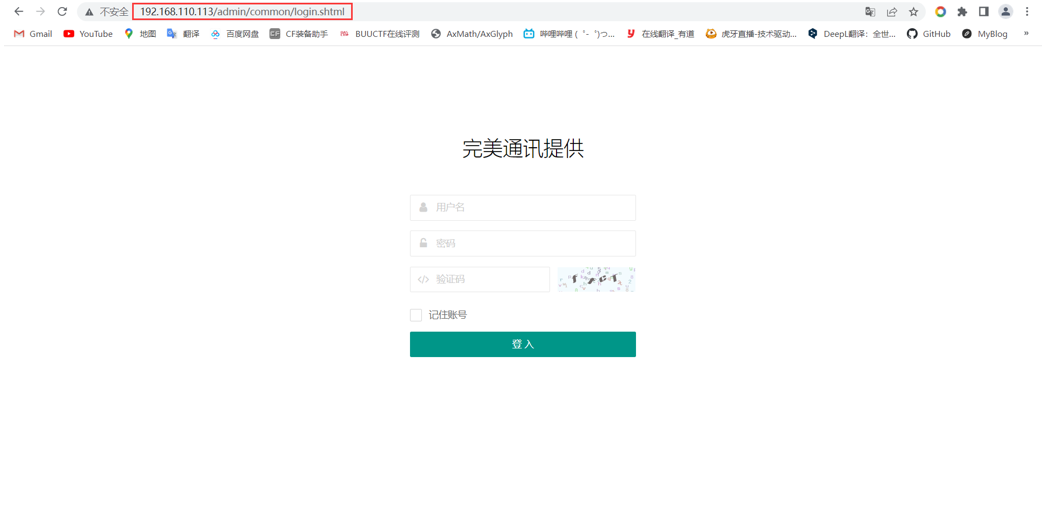 不安全 192.168.110.113/admin/common/login.shtml
Gmail YouTube 地图 翻译 百度网盘 CF CF装备助手 BUUCTF在线评测 AxMath/AxGlyph 哔哩哔哩 (゜-゜)つ... 在线翻译_有道 虎牙直播-技术驱动... DeepL翻译：全世... GitHub MyBlog »
完美通讯提供
用户名
密码
验证码
记住账号
登入